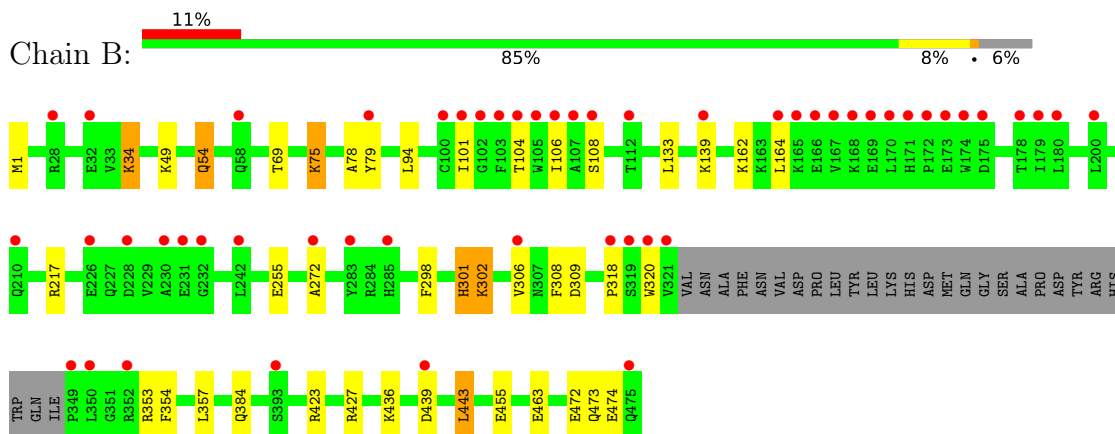 11%
Chain B:
85% 8% • 6%
M1 R28 E32 V33 K34 K49 Q54 Q58 T69 K75 A78 Y79 L94 C100 I101 G102 F103 T104 W105 I106 A107 S108 T112 L133 K139 K162 K163 L164 K165 E166 V167 K168 E169 L170 H171 P172 E173 W174 D175 T178 I179 L180 L200
Q210 R217 E226 Q227 D228 V229 A230 E231 G232 L242 E255 A272 Y283 R284 H285 F298 H301 K302 V306 N307 F308 D309 P318 S319 W320 V321 VAL ASN ALA PHE ASN VAL ASP PRO LEU TYR LEU LYS HIS ASP MET GLN GLY SER ALA PRO ASP TYR ARG HIS
TRP GLN ILE P349 L350 G351 R352 R353 F354 L357 Q384 S393 R423 R427 K436 D439 L443 E455 E463 E472 Q473 E474 Q475